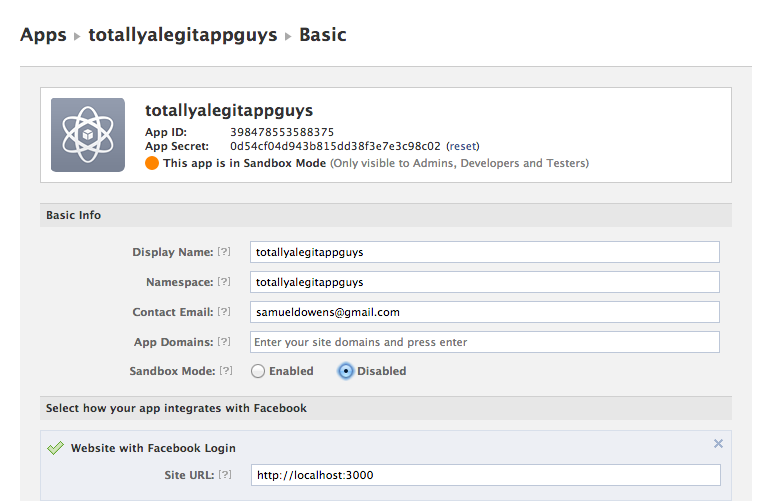 Apps ▸ totallyalegitappguys ▸ Basic
totallyalegitappguys
App ID: 398478553588375
App Secret: 0d54cf04d943b815dd38f3e7e3c98c02 (reset)
This app is in Sandbox Mode (Only visible to Admins, Developers and Testers)
Basic Info
Display Name: [?] totallyalegitappguys
Namespace: [?] totallyalegitappguys
Contact Email: [?] samueldowens@gmail.com
App Domains: [?] Enter your site domains and press enter
Sandbox Mode: [?] Enabled Disabled
Select how your app integrates with Facebook
Website with Facebook Login
Site URL: [?] http://localhost:3000